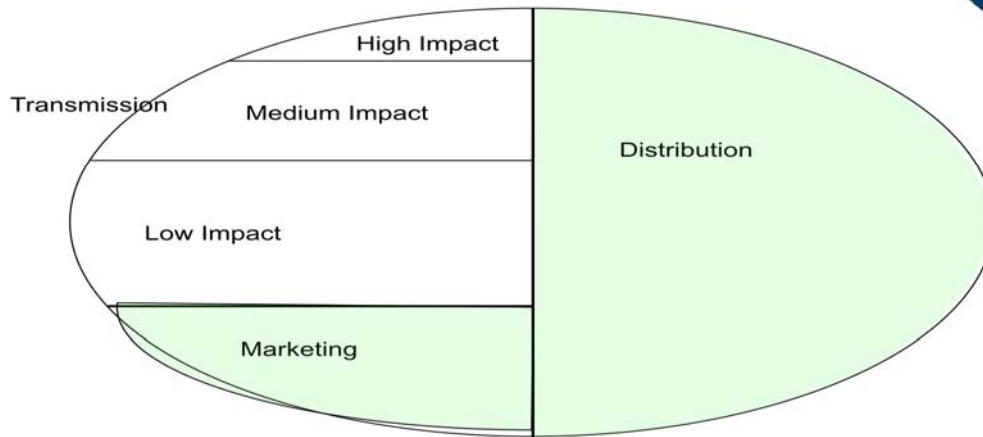 High Impact
Transmission
Medium Impact
Distribution
Low Impact
Marketing